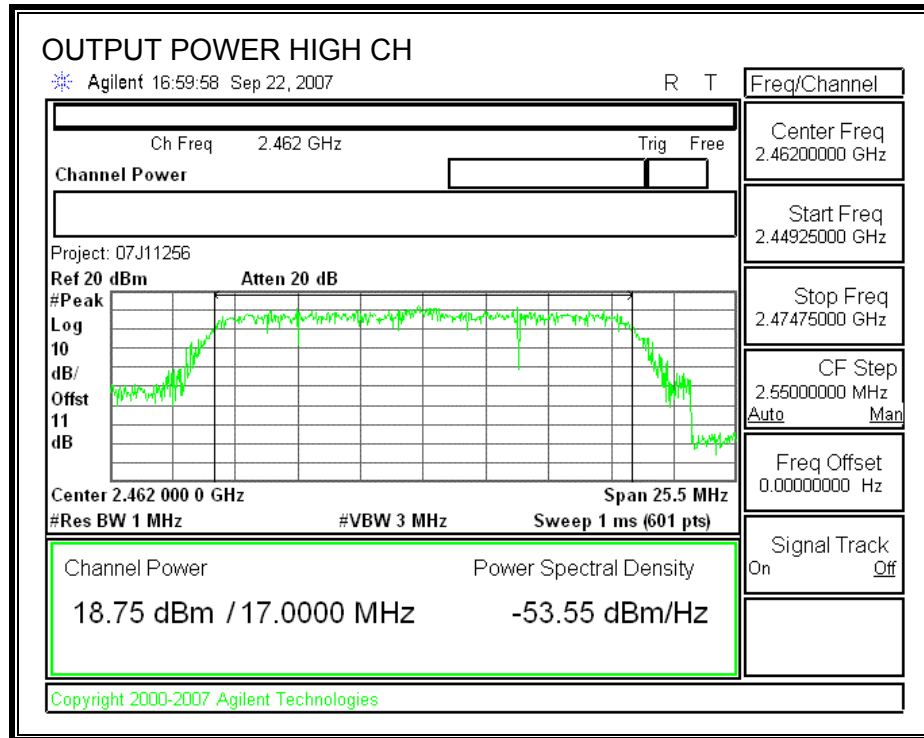 OUTPUT POWER HIGH CH
Agilent 16:59:58 Sep 22, 2007 R T
Ch Freq 2.462 GHz Trig Free
Channel Power
Project: 07J11256
Ref 20 dBm Atten 20 dB
#Peak
Log
10
dB/
Offst
11
dB
Center 2.462 000 0 GHz Span 25.5 MHz
#Res BW 1 MHz #VBW 3 MHz Sweep 1 ms (601 pts)
Channel Power Power Spectral Density
18.75 dBm / 17.0000 MHz -53.55 dBm/Hz
Copyright 2000-2007 Agilent Technologies
Freq/Channel
Center Freq
2.46200000 GHz
Start Freq
2.44925000 GHz
Stop Freq
2.47475000 GHz
CF Step
2.55000000 MHz
Auto Man
Freq Offset
0.00000000 Hz
Signal Track
On Off